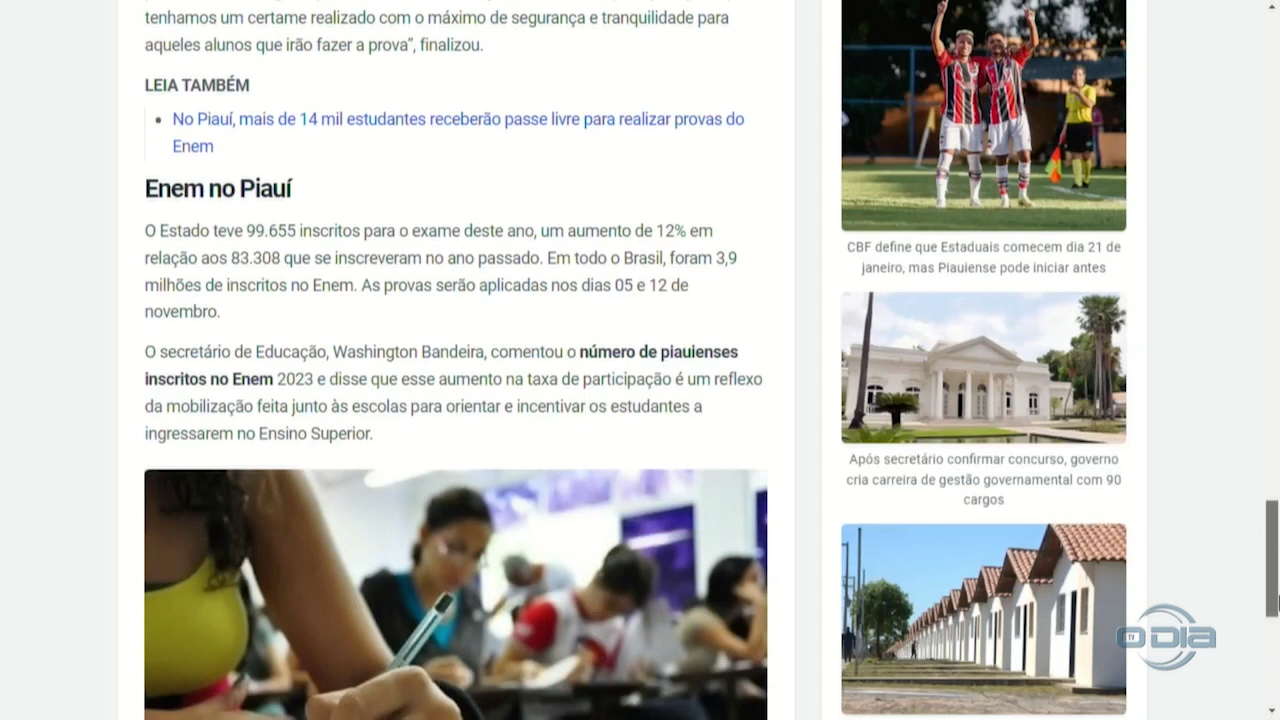 tenhamos um certame realizado com o máximo de segurança e tranquilidade para
aqueles alunos que irão fazer a prova”, finalizou.
LEIA TAMBÉM
No Piauí, mais de 14 mil estudantes receberão passe livre para realizar provas do
Enem
Enem no Piauí
O Estado teve 99.655 inscritos para o exame deste ano, um aumento de 12% em
relação aos 83.308 que se inscreveram no ano passado. Em todo o Brasil, foram 3,9
milhões de inscritos no Enem. As provas serão aplicadas nos dias 05 e 12 de
novembro.
O secretário de Educação, Washington Bandeira, comentou o número de piauienses
inscritos no Enem 2023 e disse que esse aumento na taxa de participação é um reflexo
da mobilização feita junto às escolas para orientar e incentivar os estudantes a
ingressarem no Ensino Superior.
CBF define que Estaduais comecem dia 21 de
janeiro, mas Piauiense pode iniciar antes
Após secretário confirmar concurso, governo
cria carreira de gestão governamental com 90
cargos
TV
O DIA